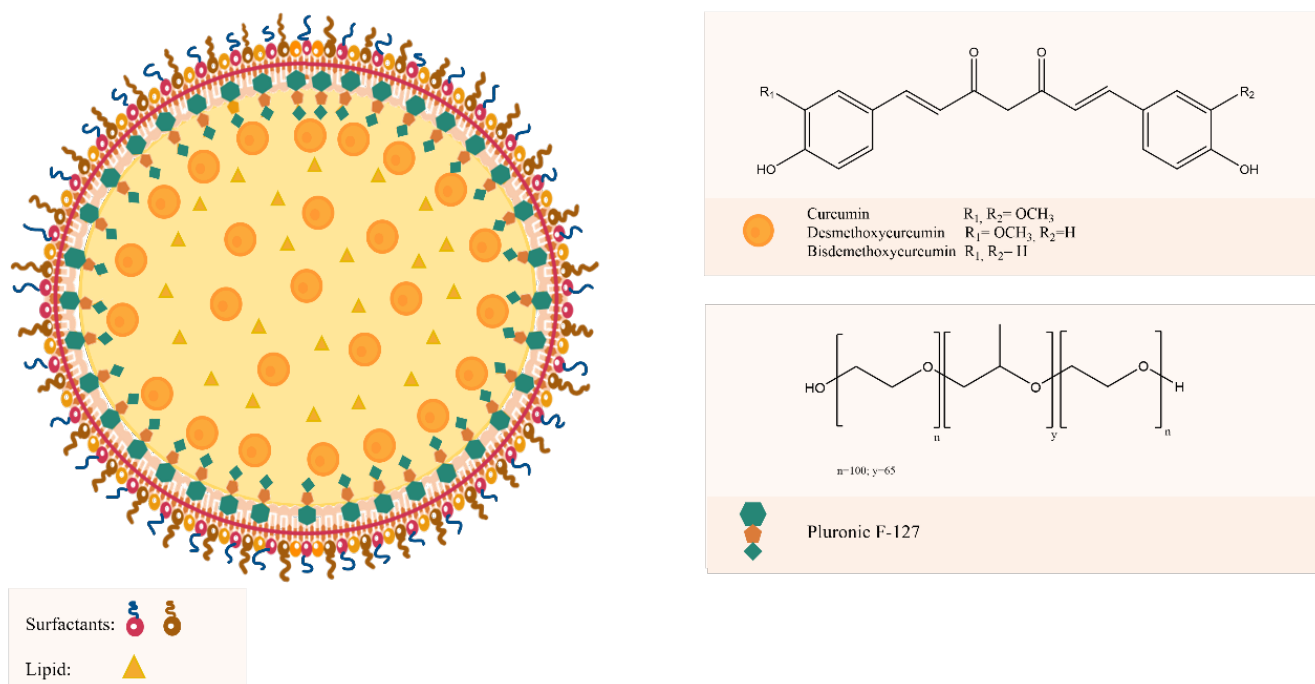 O
O
R₁
R₂
HO
OH
Curcumin R₁, R₂= OCH₃
Desmethoxycurcumin R₁= OCH₃, R₂=H
Bisdemethoxycurcumin R₁, R₂– H
HO
O
O
O
H
n
y
n
n=100; y=65
Pluronic F-127
Surfactants:
Lipid: